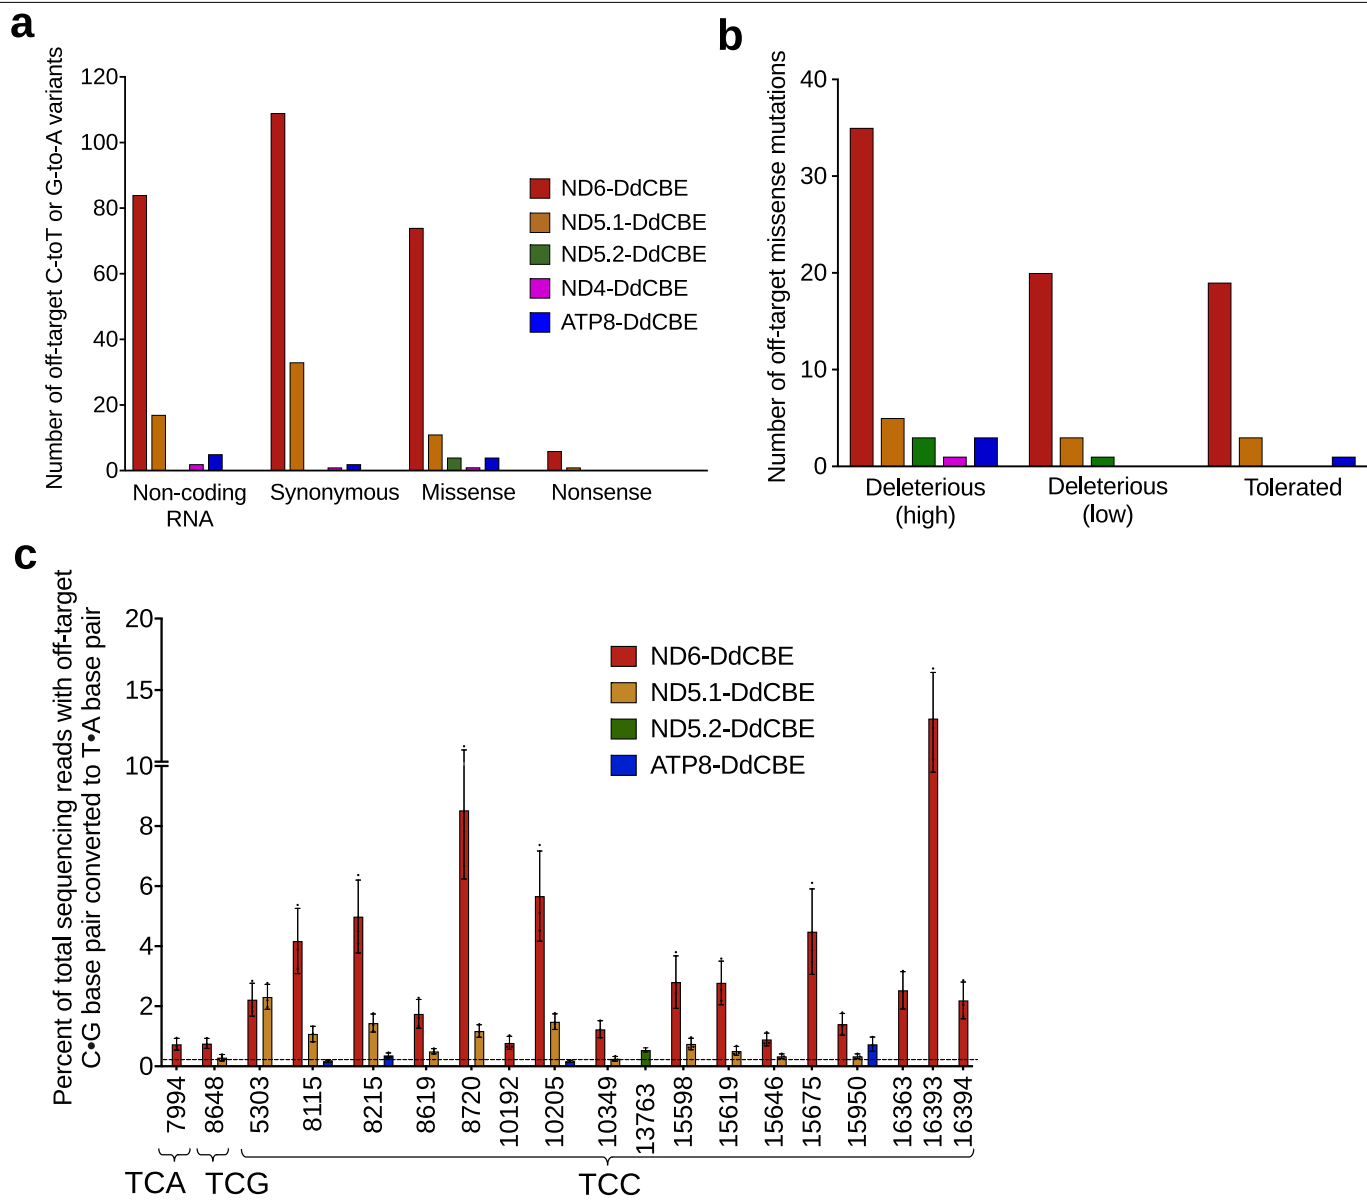 a
Number of off-target C-toT or G-to-A variants
120
100
80
60
40
20
0
Non-coding
RNA
Synonymous
Missense
Nonsense
ND6-DdCBE
ND5.1-DdCBE
ND5.2-DdCBE
ND4-DdCBE
ATP8-DdCBE
b
Number of off-target missense mutations
40
30
20
10
0
Deleterious
(high)
Deleterious
(low)
Tolerated
c
Percent of total sequencing reads with off-target
C•G base pair converted to T•A base pair
20
15
10
8
6
4
2
0
ND6-DdCBE
ND5.1-DdCBE
ND5.2-DdCBE
ATP8-DdCBE
7994
8648
5303
8115
8215
8619
8720
10192
10205
10349
13763
15598
15619
15646
15675
15950
16363
16393
16394
TCA
TCG
TCC